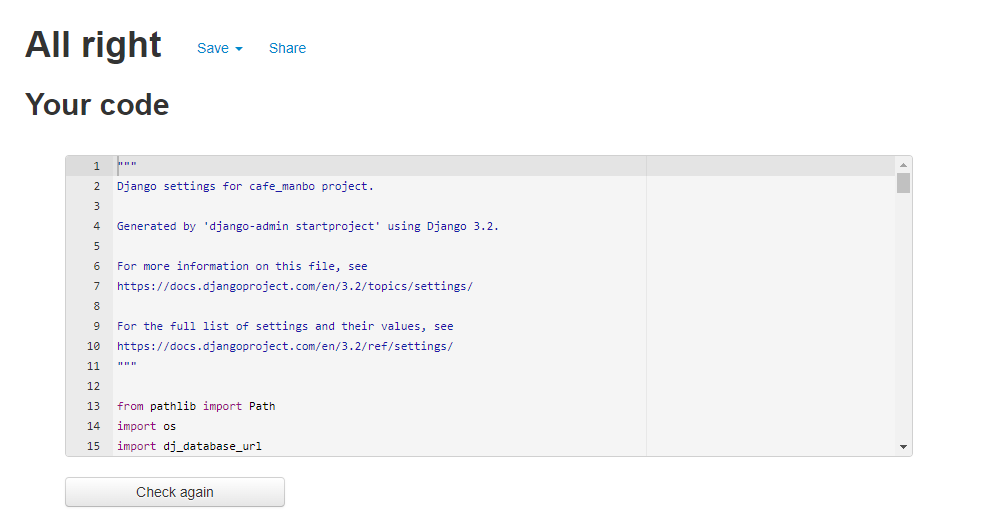 All right Save Share
Your code
1 """
2 Django settings for cafe_manbo project.
3
4 Generated by 'django-admin startproject' using Django 3.2.
5
6 For more information on this file, see
7 https://docs.djangoproject.com/en/3.2/topics/settings/
8
9 For the full list of settings and their values, see
10 https://docs.djangoproject.com/en/3.2/ref/settings/
11 """
12
13 from pathlib import Path
14 import os
15 import dj_database_url
Check again